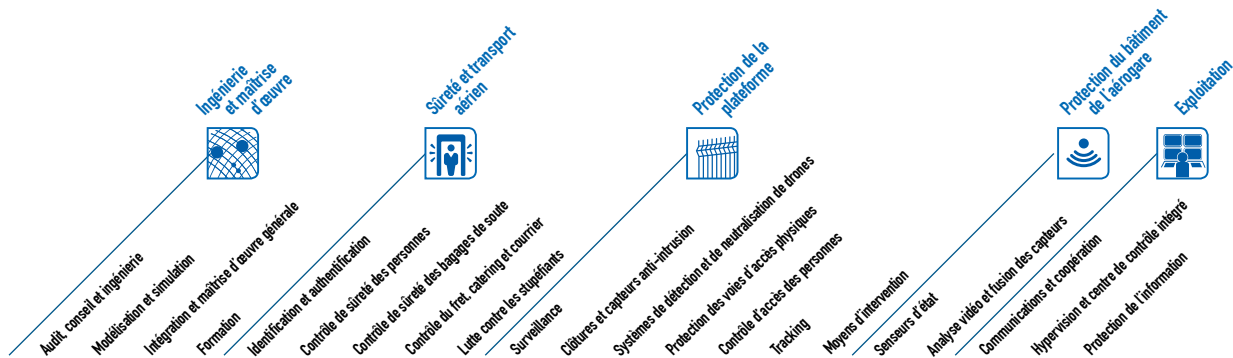 Ingénierie
et maîtrise
d'œuvre
Sûreté et transport
aérien
Protection de la
plateforme
Protection du bâtiment
de l'aérogare
Exploitation
Audit, conseil et ingénierie
Modélisation et simulation
Intégration et maîtrise d'œuvre générale
Formation
Identification et authentification
Contrôle de sûreté des personnes
Contrôle de sûreté des bagages de soute
Contrôle du fret, catering et courrier
Lutte contre les stupéfiants
Surveillance
Clôtures et capteurs anti-intrusion
Systèmes de détection et de neutralisation de drones
Protection des voies d'accès physiques
Contrôle d'accès des personnes
Tracking
Moyens d'intervention
Senseurs d'état
Analyse vidéo et fusion des capteurs
Communications et coopération
Hypervision et centre de contrôle intégré
Protection de l'information